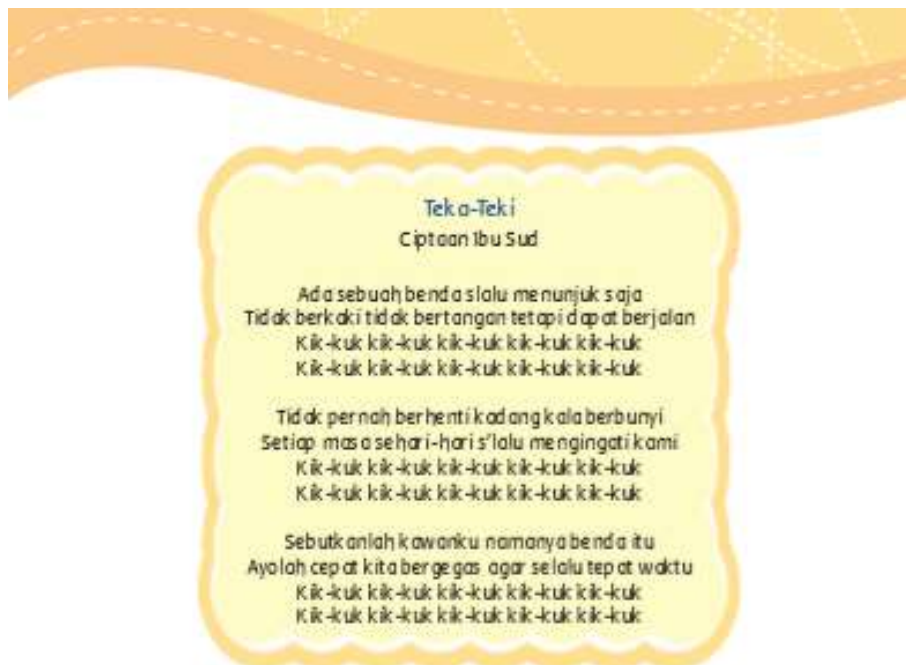 Teka-Teki
Ciptaan Ibu Sud
Ada sebuah benda slalu menunjuk saja
Tidak berkaki tidak bertangan tetapi dapat berjalan
Kik-kuk kik-kuk kik-kuk kik-kuk kik-kuk
Kik-kuk kik-kuk kik-kuk kik-kuk kik-kuk
Tidak pernah berhenti kadang kala berbunyi
Setiap masa sehari-hari s'lalu mengingati kami
Kik-kuk kik-kuk kik-kuk kik-kuk kik-kuk
Kik-kuk kik-kuk kik-kuk kik-kuk kik-kuk
Sebutkanlah kawanku namanya benda itu
Ayolah cepat kita bergegas agar selalu tepat waktu
Kik-kuk kik-kuk kik-kuk kik-kuk kik-kuk
Kik-kuk kik-kuk kik-kuk kik-kuk kik-kuk